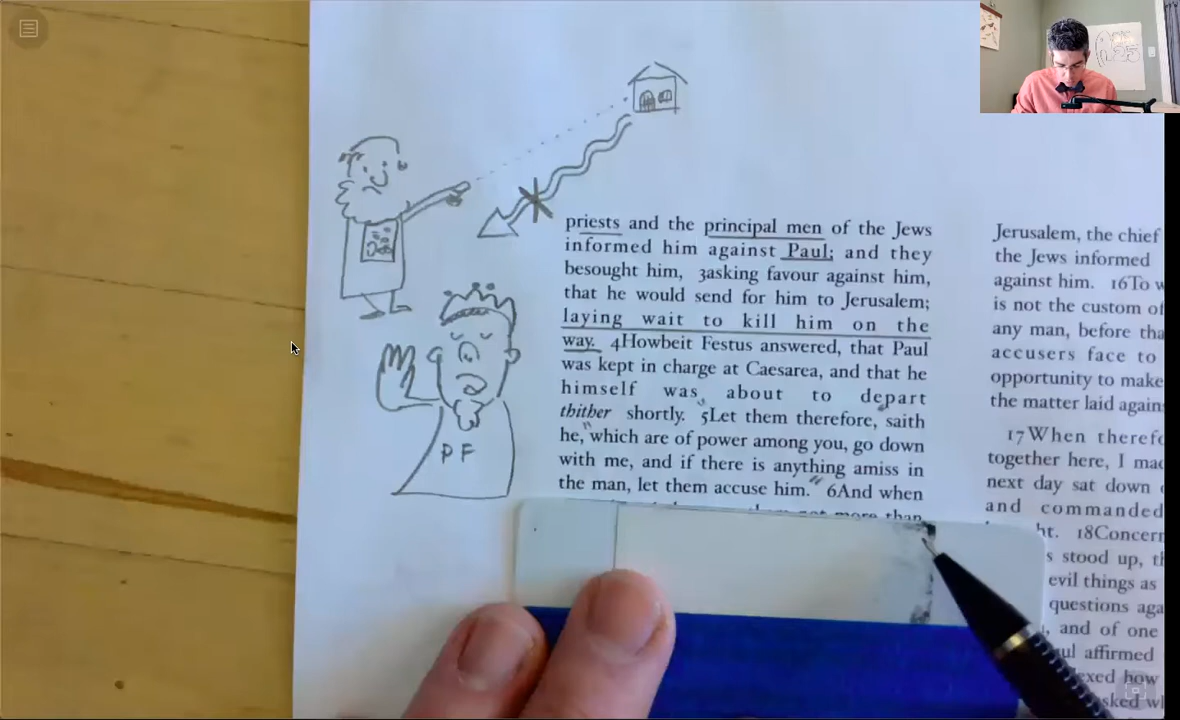 priests and the principal men of the Jews
informed him against Paul; and they
besought him, 3asking favour against him,
that he would send for him to Jerusalem;
laying wait to kill him on the
way. 4Howbeit Festus answered, that Paul
was kept in charge at Caesarea, and that he
himself was about to depart
thither shortly. "5Let them therefore, saith
he, "which are of power among you, go down
with me, and if there is anything amiss in
the man, let them accuse him." 6And when
not more than
PF
Jerusalem, the chief
the Jews informed
against him. 16To
is not the custom of
any man, before
accusers face to
opportunity to make
the matter laid
17When
together here, I
next day sat down
and commanded
18Concern
stood up,
evil things as
questions
and of one
affirmed
how